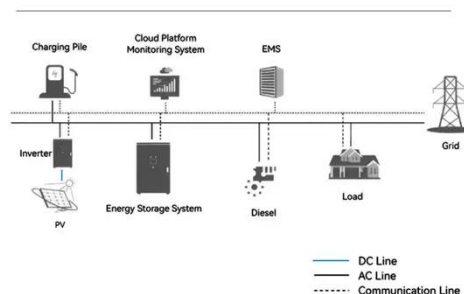 Charging Pile
Cloud Platform
Monitoring System
EMS
Grid
Inverter
PV
Energy Storage System
Diesel
Load
DC Line
AC Line
Communication Line